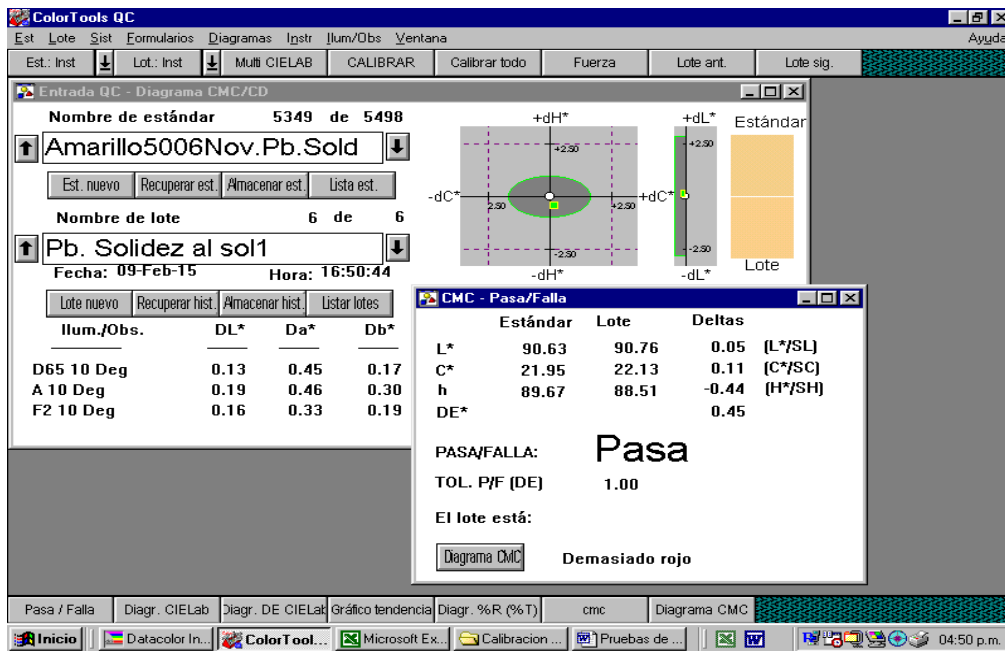 ColorTools QC
Est Lote Sist Formularios Diagramas Instr Ilum/Obs Ventana Ayuda
Est.: Inst Lot.: Inst Multi CIELAB CALIBRAR Calibrar todo Fuerza Lote ant. Lote sig.
Entrada QC - Diagrama CMC/CD
Nombre de estándar 5349 de 5498
Amarillo5006Nov.Pb.Sold
Est. nuevo Recuperar est. Almacenar est. Lista est.
Nombre de lote 6 de 6
Pb. Solidez al sol1
Fecha: 09-Feb-15 Hora: 16:50:44
Lote nuevo Recuperar hist. Almacenar hist. Listar lotes
Ilum./Obs. DL* Da* Db*
D65 10 Deg 0.13 0.45 0.17
A 10 Deg 0.19 0.46 0.30
F2 10 Deg 0.16 0.33 0.19
+dH* +dL* Estándar
+2.50 +2.50
-dC* 2.50 +2.50 +dC*
-2.50 -2.50
-dH* -dL* Lote
CMC - Pasa/Falla
Estándar Lote Deltas
L* 90.63 90.76 0.05 (L*/SL)
C* 21.95 22.13 0.11 (C*/SC)
h 89.67 88.51 -0.44 (H*/SH)
DE* 0.45
PASA/FALLA: Pasa
TOL. P/F (DE) 1.00
El lote está:
Diagrama CMC Demasiado rojo
Pasa / Falla Diagr. CIELab Diagr. DE CIELab Gráfico tendencia Diagr. %R (%T) cmc Diagrama CMC
Inicio Datacolor In... ColorTool... Microsoft Ex... Calibracion ... Pruebas de ... 04:50 p.m.